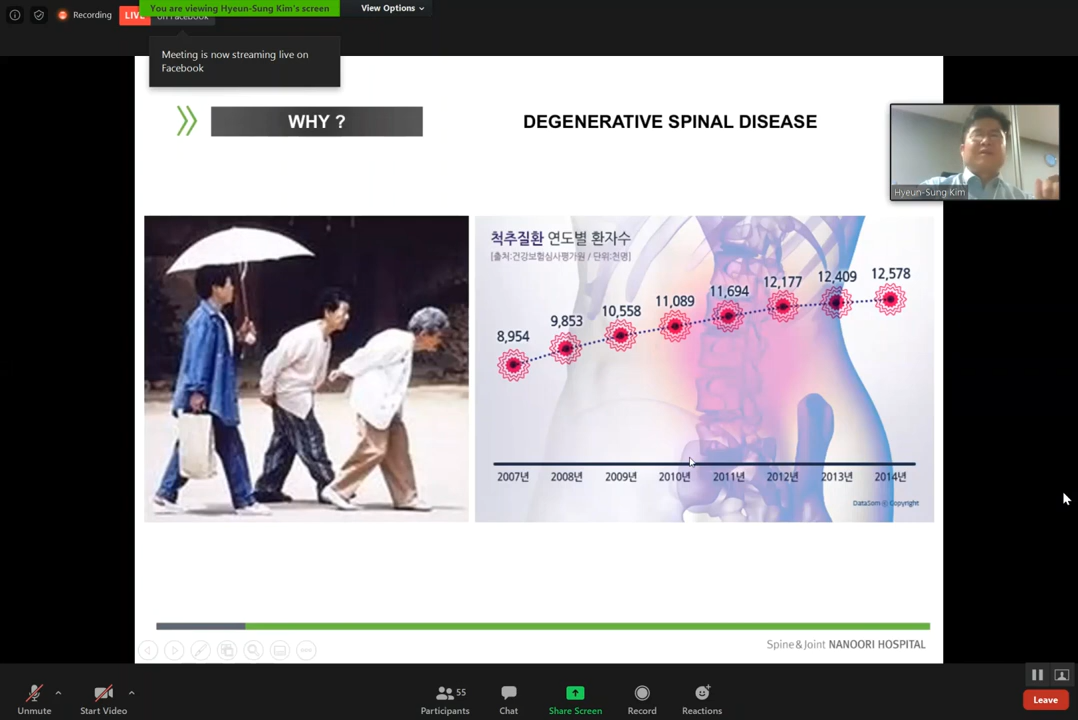 You are viewing Hyeun-Sung Kim's screen
View Options
Recording
LIVE
on Facebook
Meeting is now streaming live on
Facebook
WHY ?
DEGENERATIVE SPINAL DISEASE
Hyeun-Sung Kim
척추질환 연도별 환자수
[출처:건강보험심사평가원 / 단위:천명]
8,954
9,853
10,558
11,089
11,694
12,177
12,409
12,578
2007년
2008년
2009년
2010년
2011년
2012년
2013년
2014년
DataSom ⓒ Copyright
Spine & Joint NANOORI HOSPITAL
Unmute
Start Video
55
Participants
Chat
Share Screen
Record
Reactions
Leave